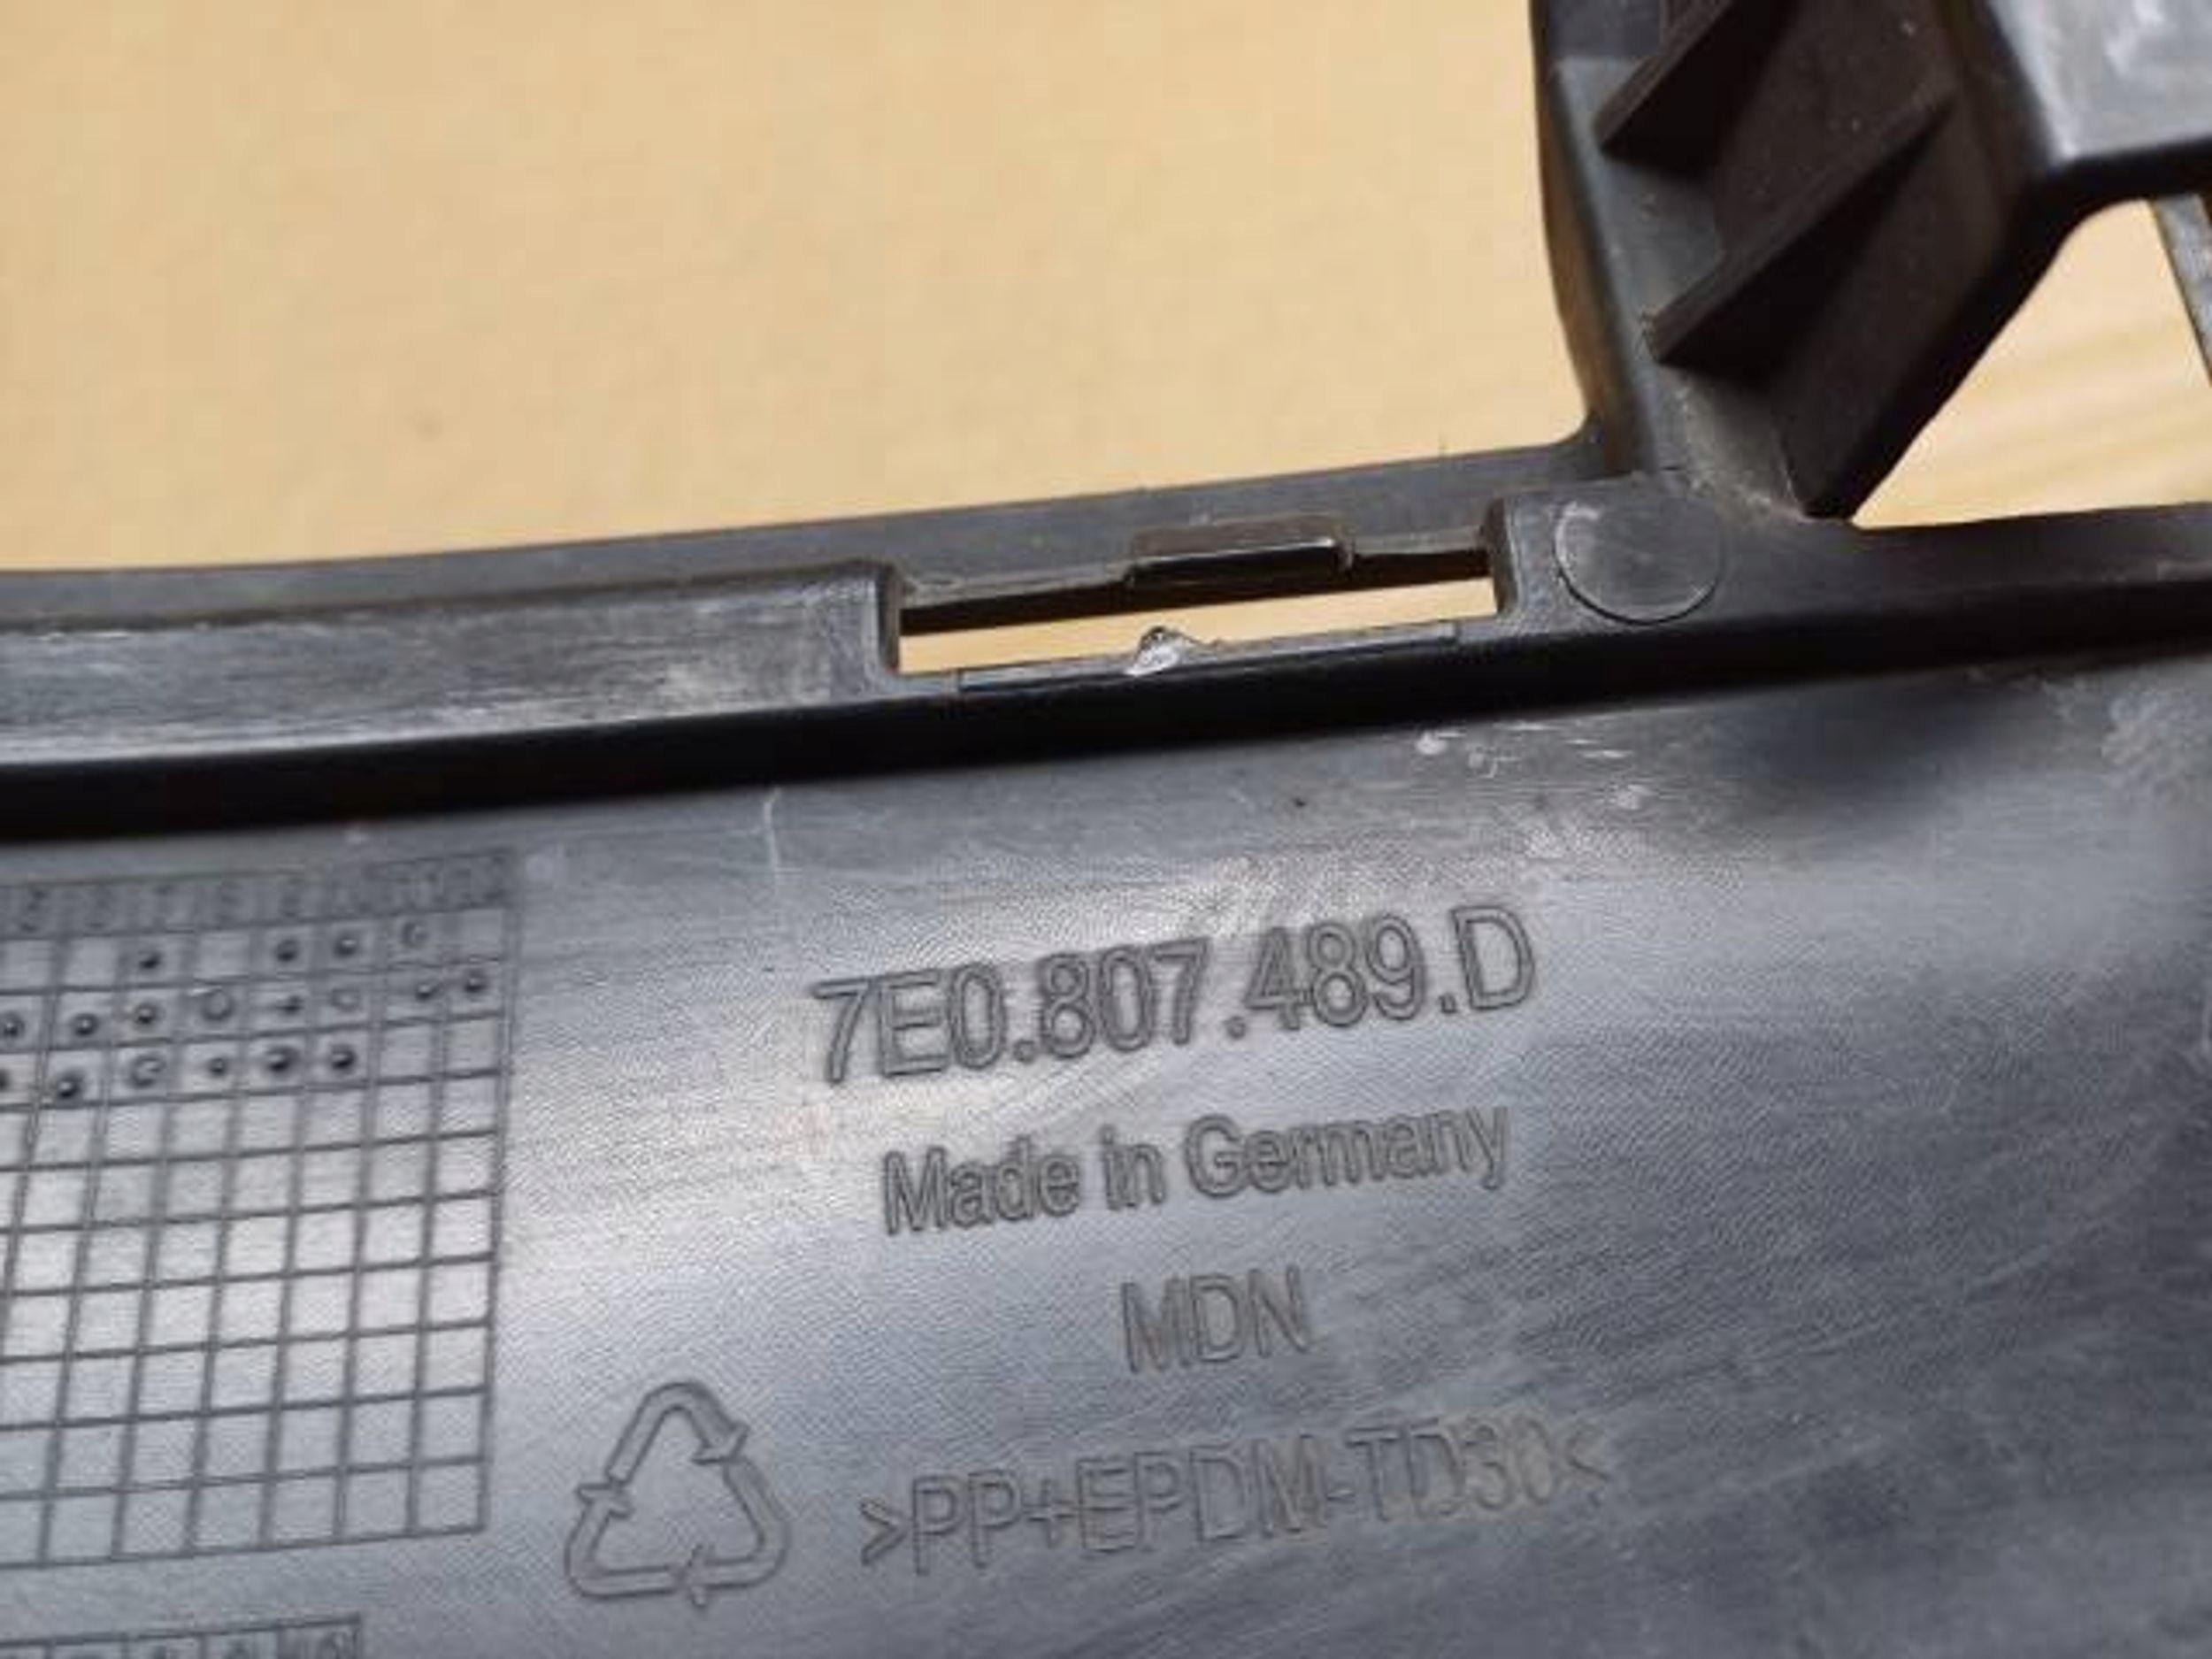 7E0.807.489.D
Made in Germany
MDN
>PP+EPDM-TD30<